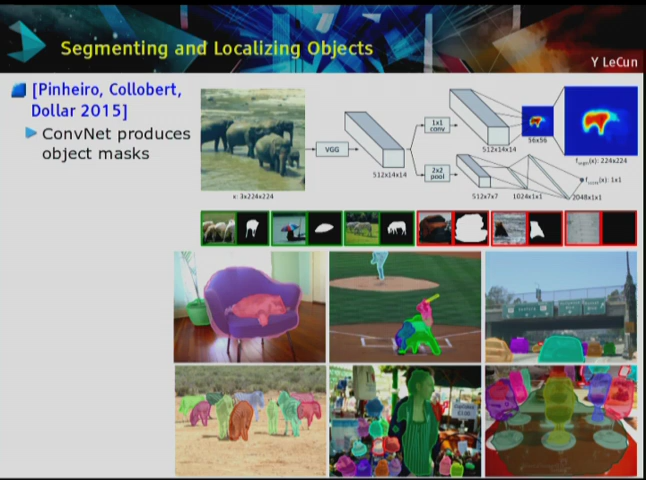 Segmenting and Localizing Objects
Y LeCun
[Pinheiro, Collobert,
Dollar 2015]
ConvNet produces
object masks
VGG
512x14x14
1x1
conv
2x2
pool
512x14x14
56x56
f_segm(x): 224x224
512x7x7
1024x1x1
2048x1x1
f_score(x): 1x1
x: 3x224x224